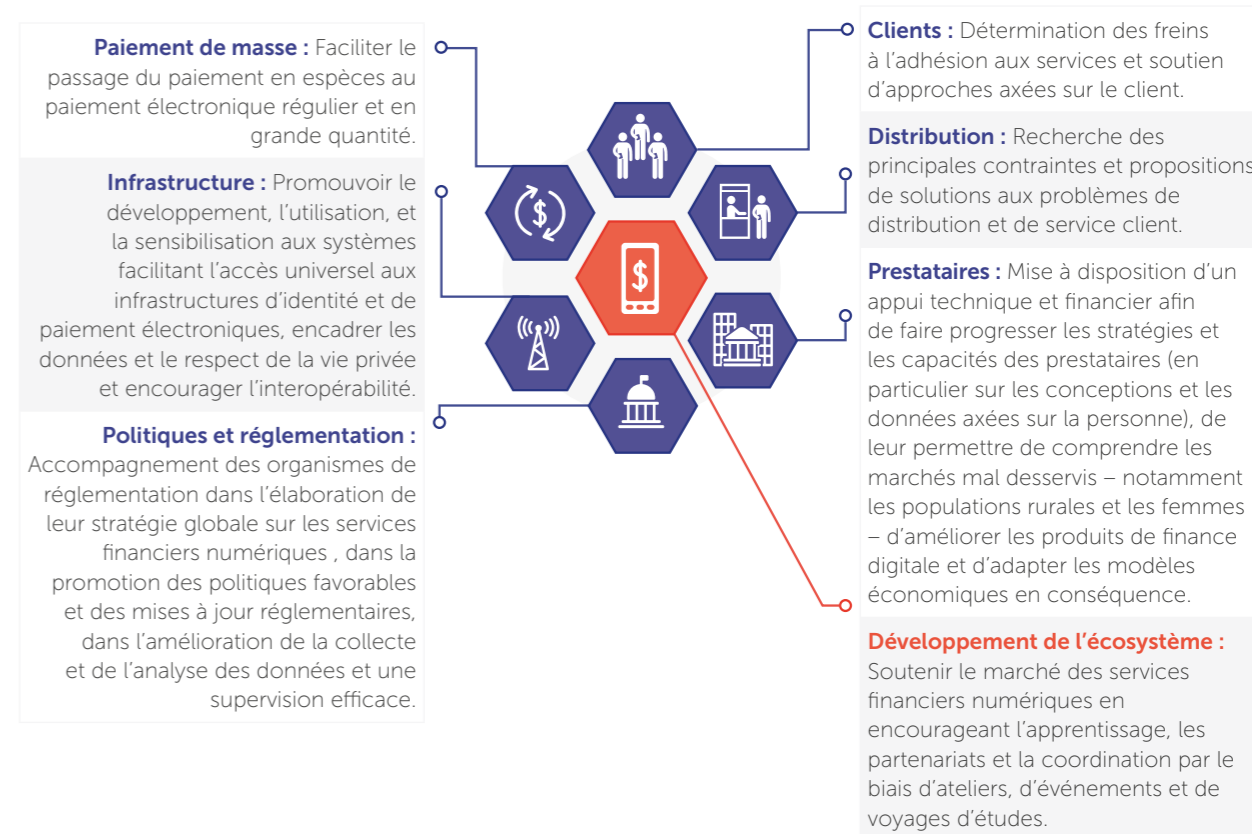 Paiement de masse : Faciliter le
passage du paiement en espèces au
paiement électronique régulier et en
grande quantité.
Infrastructure : Promouvoir le
développement, l’utilisation, et
la sensibilisation aux systèmes
facilitant l’accès universel aux
infrastructures d’identité et de
paiement électroniques, encadrer les
données et le respect de la vie privée
et encourager l’interopérabilité.
Politiques et réglementation :
Accompagnement des organismes de
réglementation dans l’élaboration de
leur stratégie globale sur les services
financiers numériques , dans la
promotion des politiques favorables
et des mises à jour réglementaires,
dans l’amélioration de la collecte
et de l’analyse des données et une
supervision efficace.
$
$
Clients : Détermination des freins
à l’adhésion aux services et soutien
d’approches axées sur le client.
Distribution : Recherche des
principales contraintes et propositions
de solutions aux problèmes de
distribution et de service client.
Prestataires : Mise à disposition d’un
appui technique et financier afin
de faire progresser les stratégies et
les capacités des prestataires (en
particulier sur les conceptions et les
données axées sur la personne), de
leur permettre de comprendre les
marchés mal desservis – notamment
les populations rurales et les femmes
– d’améliorer les produits de finance
digitale et d’adapter les modèles
économiques en conséquence.
Développement de l’écosystème :
Soutenir le marché des services
financiers numériques en
encourageant l’apprentissage, les
partenariats et la coordination par le
biais d’ateliers, d’événements et de
voyages d’études.